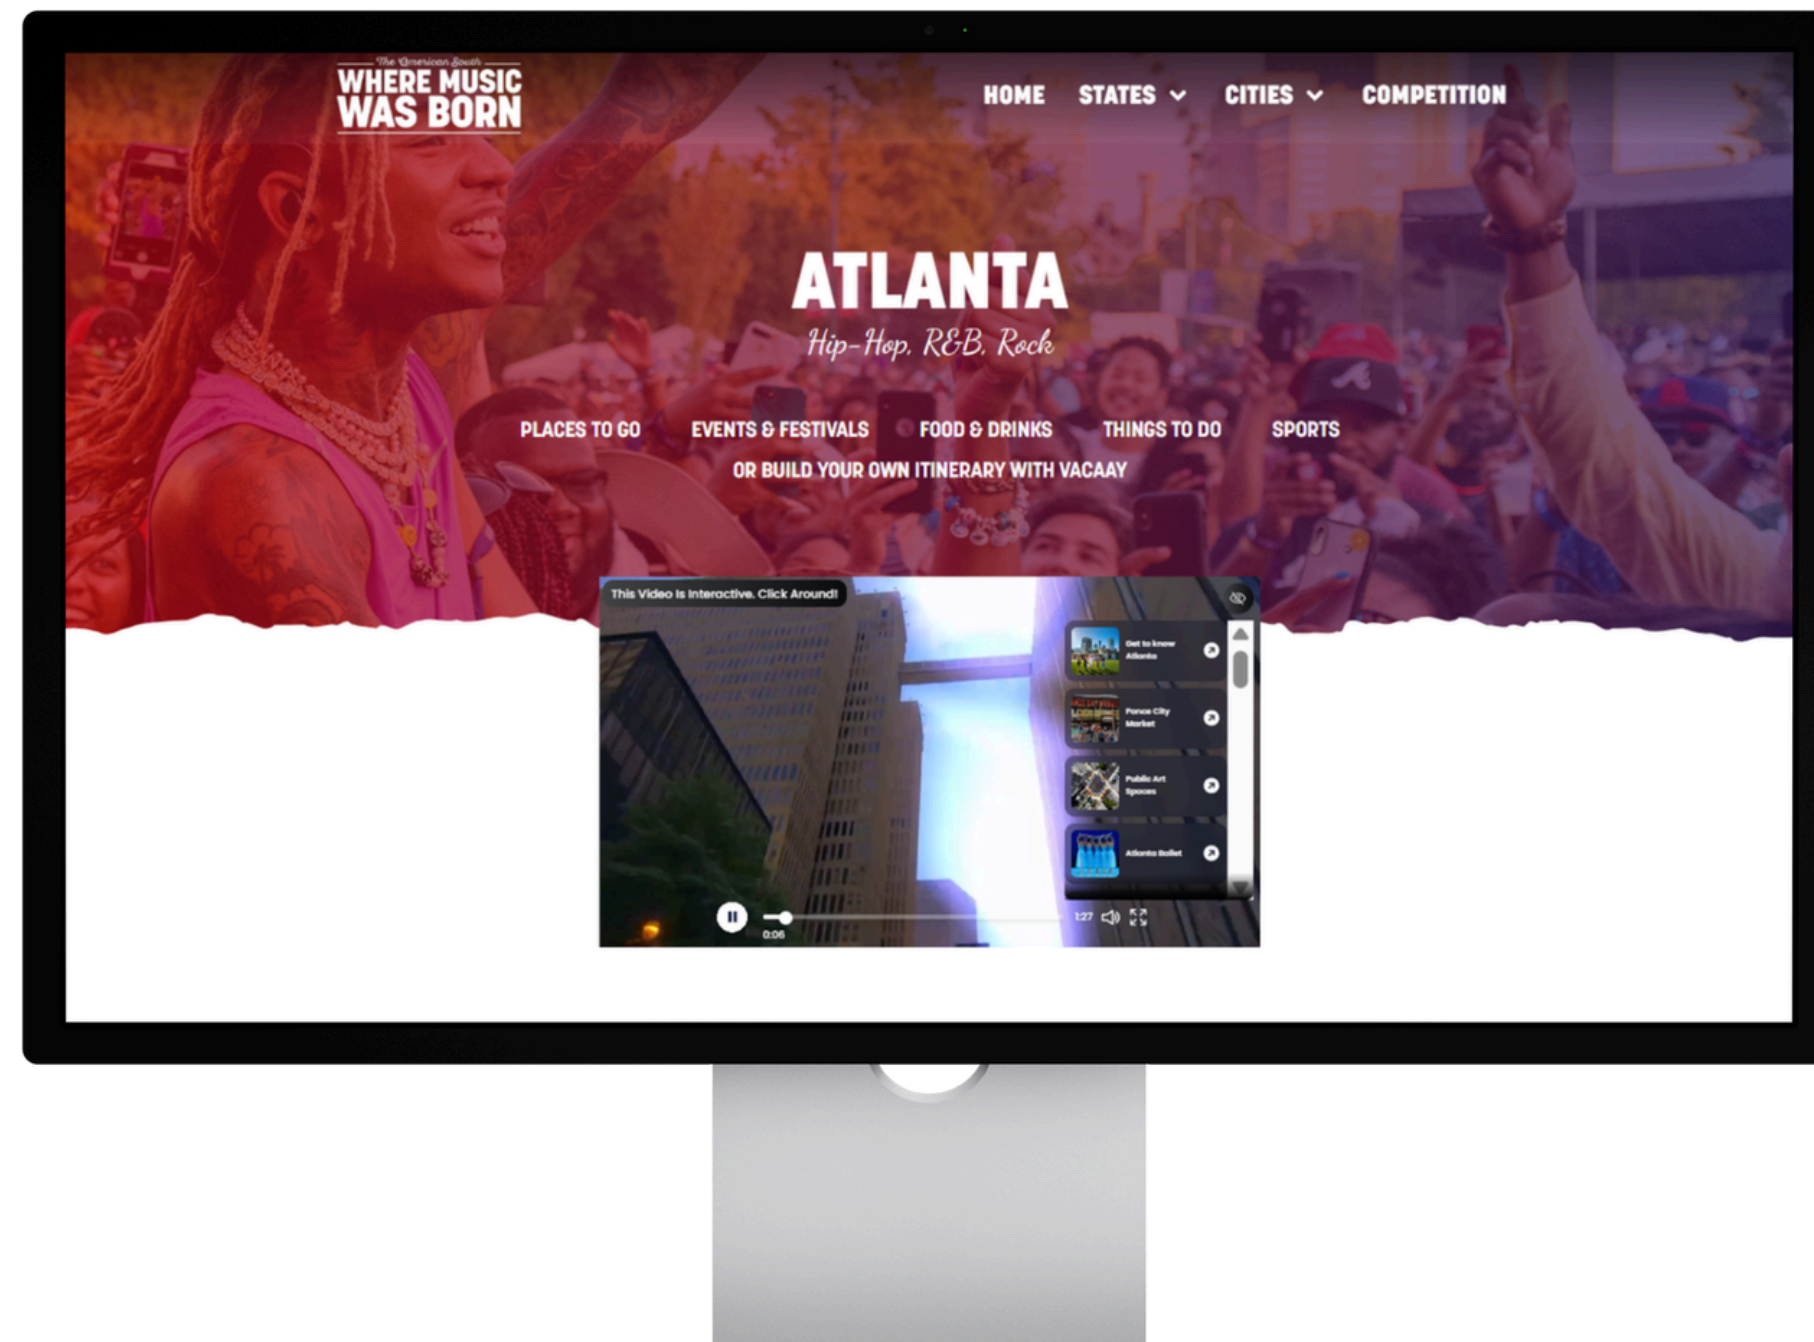 The American South
WHERE MUSIC
WAS BORN
HOME STATES CITIES COMPETITION
ATLANTA
Hip-Hop, R&B, Rock
PLACES TO GO EVENTS & FESTIVALS FOOD & DRINKS THINGS TO DO SPORTS
OR BUILD YOUR OWN ITINERARY WITH VACAAY
This Video Is Interactive. Click Around!
Get to know
Atlanta
Ponce City
Market
Public Art
Spaces
Atlanta Ballet
1:27
0:06